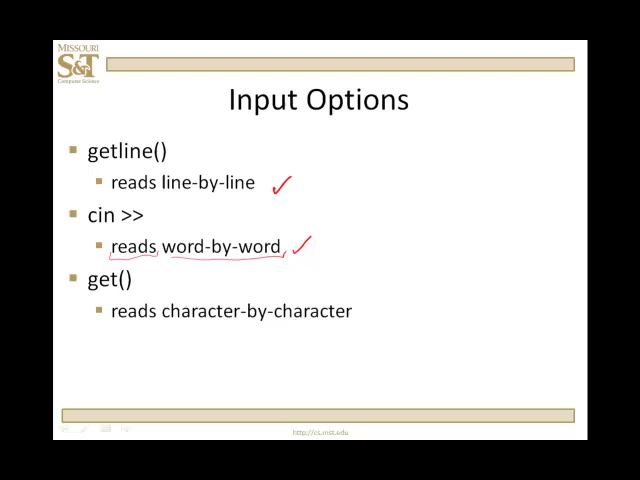 MISSOURI
S&T
Computer Science
Input Options
getline()
reads line-by-line
cin >>
reads word-by-word
get()
reads character-by-character
http://cs.mst.edu